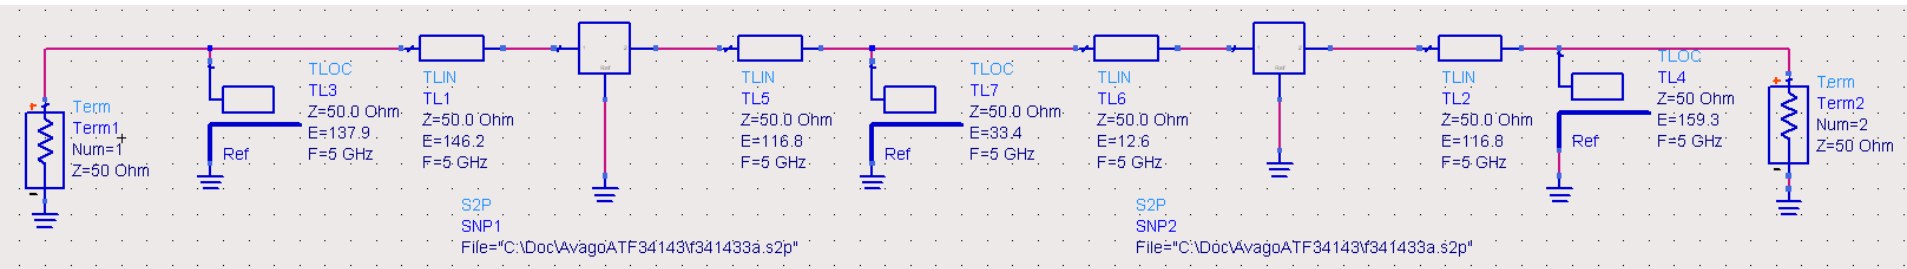 Term
Term1
Num=1
Z=50 Ohm
TLOC
TL3
Z=50.0 Ohm
E=137.9
F=5 GHz
Ref
TLIN
TL1
Z=50.0 Ohm
E=146.2
F=5 GHz
S2P
SNP1
File="C:\Doc\AvagoATF34143\f341433a.s2p"
1
2
Ref
TLIN
TL5
Z=50.0 Ohm
E=116.8
F=5 GHz
TLOC
TL7
Z=50.0 Ohm
E=33.4
F=5 GHz
Ref
TLIN
TL6
Z=50.0 Ohm
E=12.6
F=5 GHz
S2P
SNP2
File="C:\Doc\AvagoATF34143\f341433a.s2p"
1
2
Ref
TLIN
TL2
Z=50.0 Ohm
E=116.8
F=5 GHz
TLOC
TL4
Z=50 Ohm
E=159.3
F=5 GHz
Ref
Term
Term2
Num=2
Z=50 Ohm